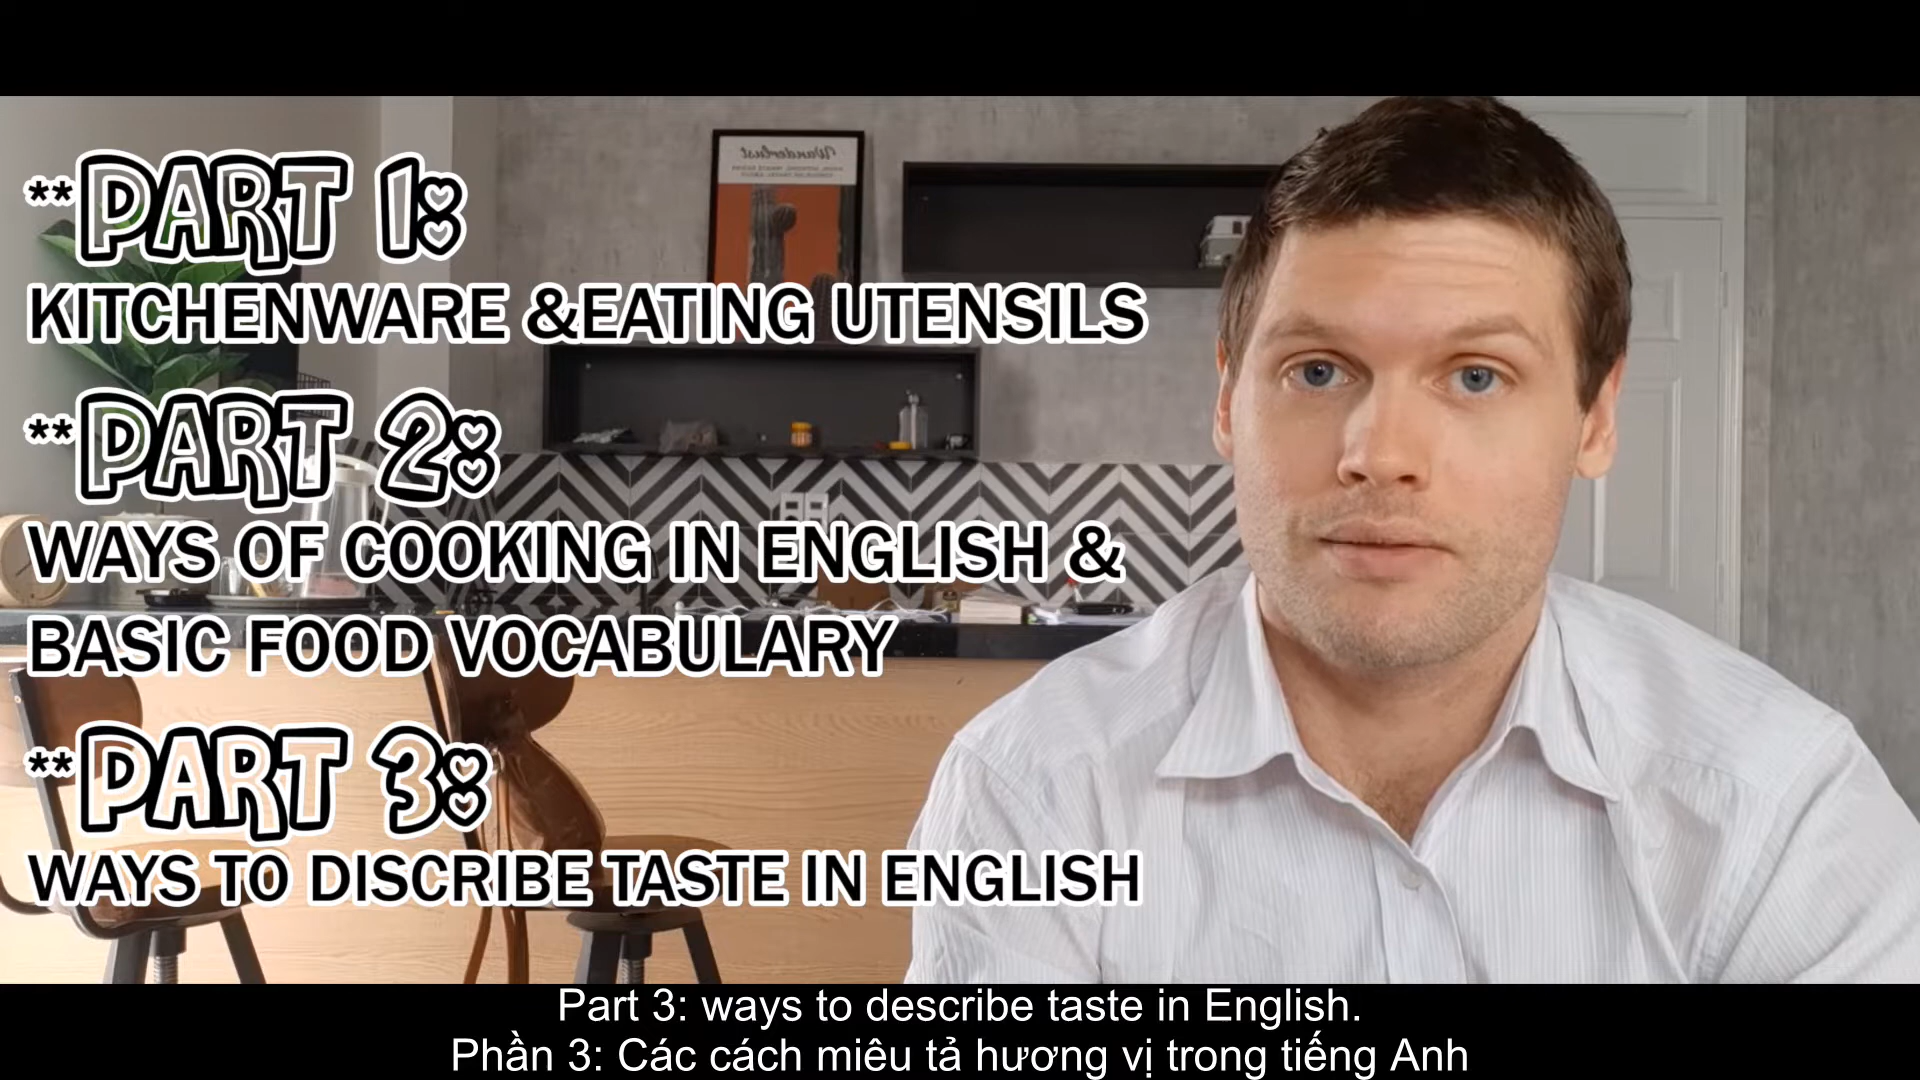 Wanderlust
**PART 1:
KITCHENWARE &EATING UTENSILS
**PART 2:
WAYS OF COOKING IN ENGLISH &
BASIC FOOD VOCABULARY
**PART 3:
WAYS TO DISCRIBE TASTE IN ENGLISH
Part 3: ways to describe taste in English.
Phần 3: Các cách miêu tả hương vị trong tiếng Anh